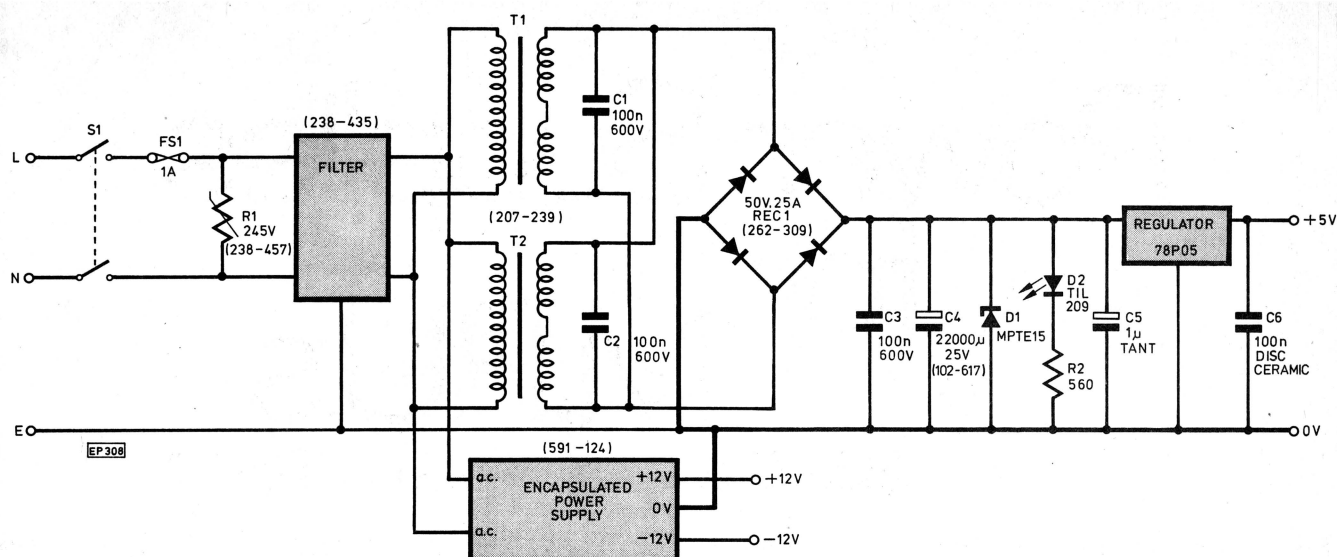 T1
C1
100n
600V
(238-435)
S1
FS1
FILTER
L
1A
R1
245V
(238-457)
(207-239)
T2
N
C2
100n
600V
50V.25A
REC1
(262-309)
REGULATOR
78P05
+5V
C3
100n
600V
C4
22000µ
25V
(102-617)
D1
MPTE15
D2
TIL
209
R2
560
C5
1µ
TANT
C6
100n
DISC
CERAMIC
E
0V
EP308
(591-124)
a.c.
ENCAPSULATED
POWER
SUPPLY
+12V
+12V
0V
a.c.
-12V
-12V